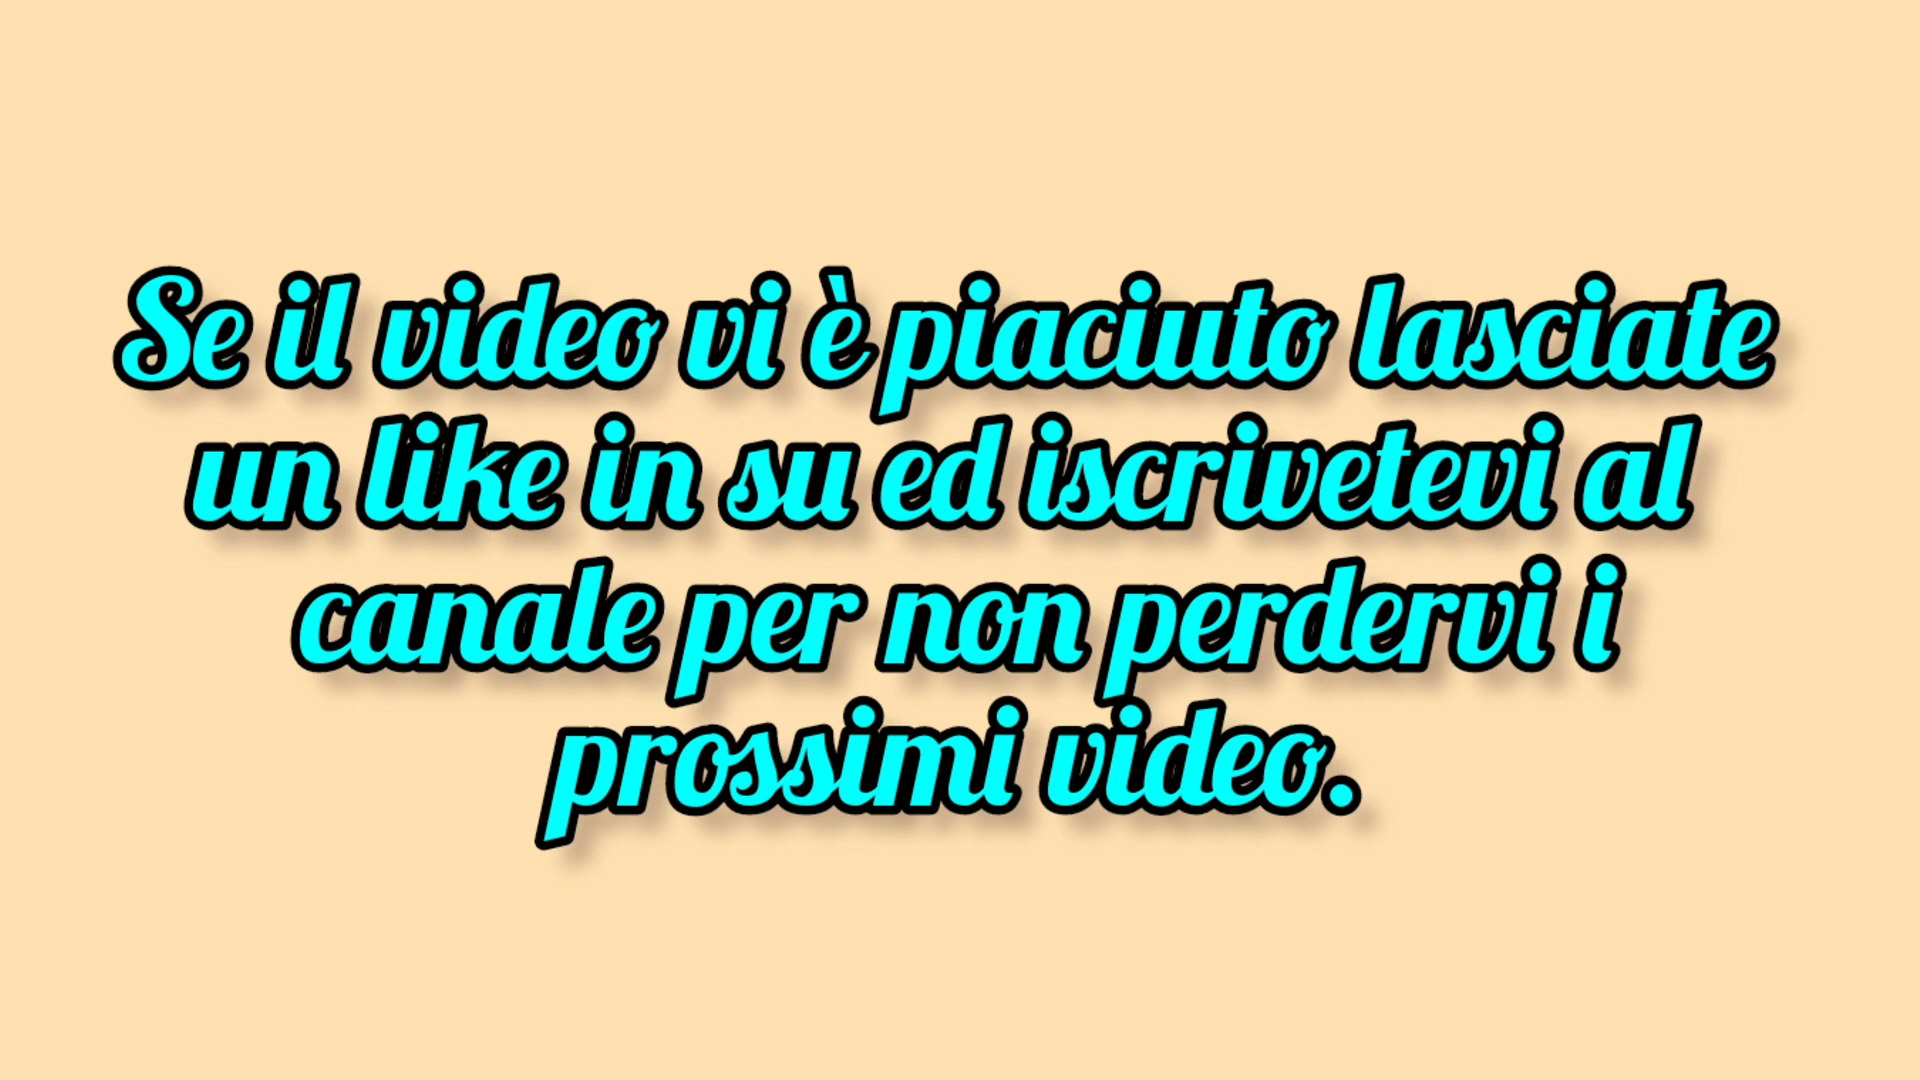 Se il video vi è piaciuto lasciate
un like in su ed iscrivetevi al
canale per non perdervi i
prossimi video.